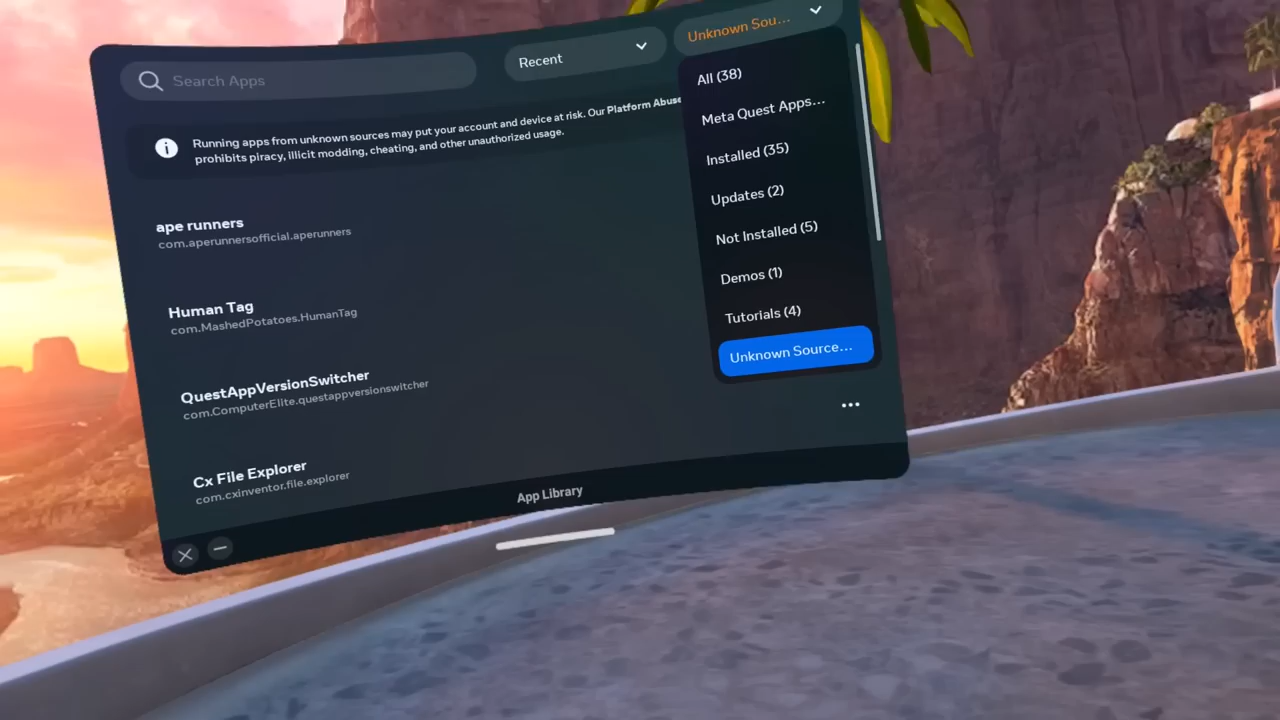 Search Apps
Recent
Unknown Sou...
Running apps from unknown sources may put your account and device at risk. Our Platform Abuse
prohibits piracy, illicit modding, cheating, and other unauthorized usage.
ape runners
com.aperunnersofficial.aperunners
Human Tag
com.MashedPotatoes.HumanTag
QuestAppVersionSwitcher
com.ComputerElite.questappversionswitcher
Cx File Explorer
com.cxinventor.file.explorer
All (38)
Meta Quest Apps...
Installed (35)
Updates (2)
Not Installed (5)
Demos (1)
Tutorials (4)
Unknown Source...
App Library